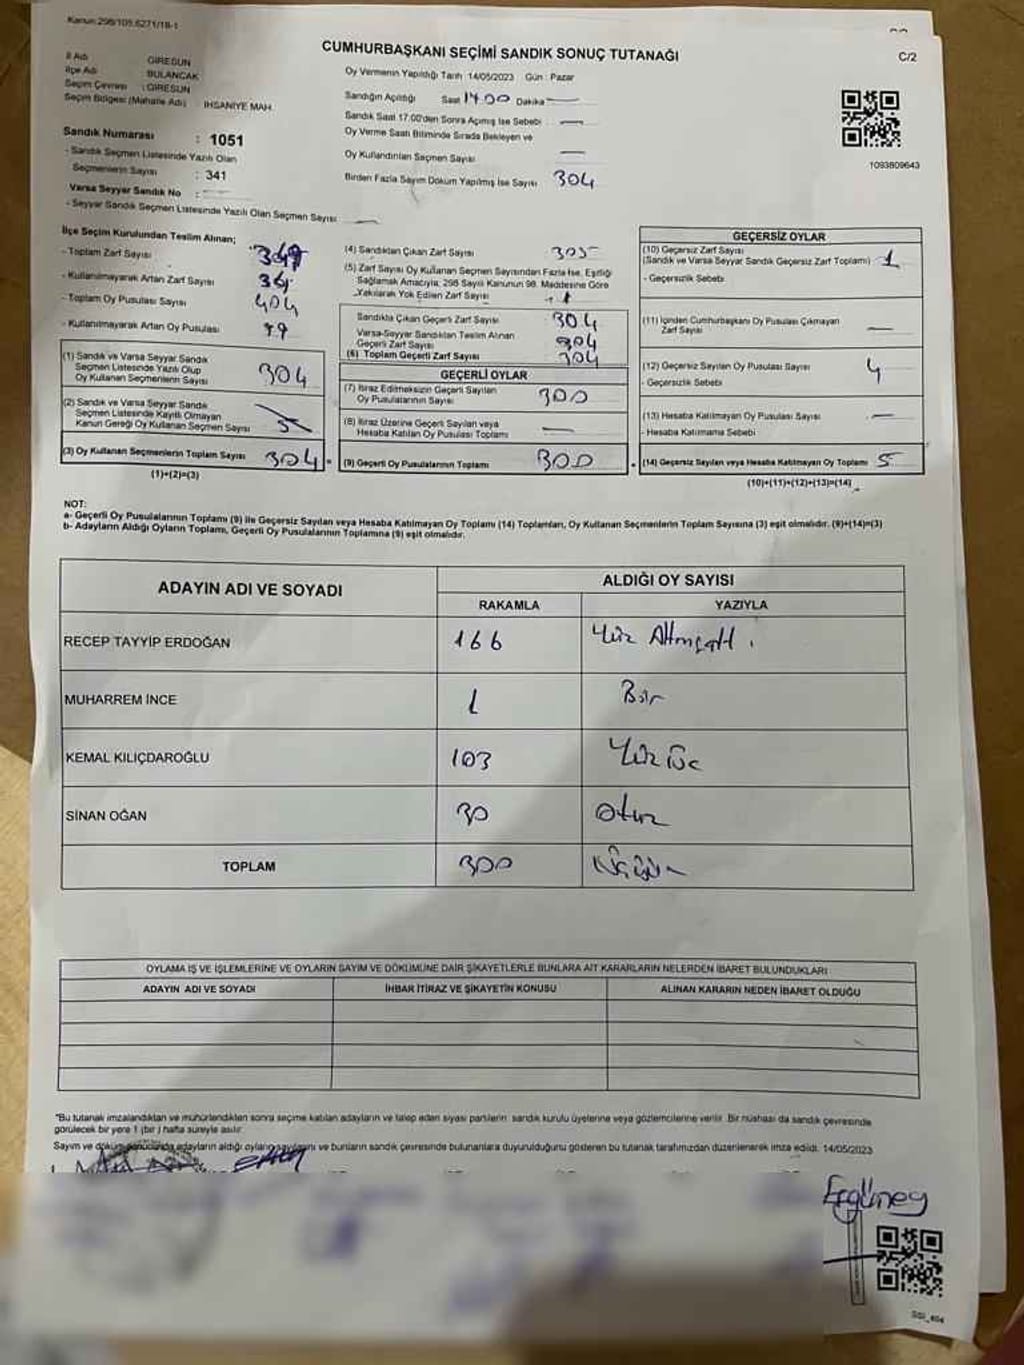 Kanun:298/105,6271/18-1
CUMHURBAŞKANI SEÇİMİ SANDIK SONUÇ TUTANAĞI
C/2
İl Adı : GİRESUN
İlçe Adı : BULANCAK
Seçim Çevresi : GİRESUN
Seçim Bölgesi (Mahalle Adı) : IHSANİYE MAH.
Sandık Numarası : 1051
- Sandık Seçmen Listesinde Yazılı Olan
Seçmenlerin Sayısı : 341
Varsa Seyyar Sandık No :
- Seyyar Sandık Seçmen Listesinde Yazılı Olan Seçmen Sayısı
Oy Vermenin Yapıldığı Tarih 14/05/2023 Gün : Pazar
Sandığın Açıldığı Saat 17.00 Dakika
Sandık Saat 17.00'den Sonra Açımış İse Sebebi
Oy Verme Saati Bitiminde Sırada Bekleyen ve
Oy Kullandırılan Seçmen Sayısı
Birden Fazla Sayım Döküm Yapılmış İse Sayısı 304
1093809643
İlçe Seçim Kurulundan Teslim Alınan;
- Toplam Zarf Sayısı
- Kullanılmayarak Artan Zarf Sayısı
- Toplam Oy Pusulası Sayısı 404
- Kullanılmayarak Artan Oy Pusulası 99
(1) Sandık ve Varsa Seyyar Sandık
Seçmen Listesinde Yazılı Olup
Oy Kullanan Seçmenlerin Sayısı 304
(2) Sandık ve Varsa Seyyar Sandık
Seçmen Listesinde Kayıtlı Olmayan
Kanun Gereği Oy Kullanan Seçmen Sayısı
(3) Oy Kullanan Seçmenlerin Toplam Sayısı 304
(1)+(2)=(3)
(4) Sandıktan Çıkan Zarf Sayısı 305
(5) Zarf Sayısı Oy Kullanan Seçmen Sayısından Fazla İse, Eşitliği
Sağlamak Amacıyla, 298 Sayılı Kanunun 98. Maddesine Göre
Yakılarak Yok Edilen Zarf Sayısı 1
Sandıkta Çıkan Geçerli Zarf Sayısı 304
Varsa-Seyyar Sandıktan Teslim Alınan
Geçerli Zarf Sayısı 304
(6) Toplam Geçerli Zarf Sayısı 304
GEÇERLİ OYLAR
(7) İtiraz Edilmeksizin Geçerli Sayılan
Oy Pusulalarının Sayısı 300
(8) İtiraz Üzerine Geçerli Sayılan veya
Hesaba Katılan Oy Pusulası Toplamı
(9) Geçerli Oy Pusulalarının Toplamı 300
GEÇERSİZ OYLAR
(10) Geçersiz Zarf Sayısı
(Sandık ve Varsa Seyyar Sandık Geçersiz Zarf Toplamı) 1
- Geçersizlik Sebebi
(11) İçinden Cumhurbaşkanı Oy Pusulası Çıkmayan
Zarf Sayısı
(12) Geçersiz Sayılan Oy Pusulası Sayısı 4
- Geçersizlik Sebebi
(13) Hesaba Katılmayan Oy Pusulası Sayısı
- Hesaba Katılmama Sebebi
(14) Geçersiz Sayılan veya Hesaba Katılmayan Oy Toplamı 5
(10)+(11)+(12)+(13)=(14)
NOT:
a- Geçerli Oy Pusulalarının Toplamı (9) ile Geçersiz Sayılan veya Hesaba Katılmayan Oy Toplamı (14) Toplamları, Oy Kullanan Seçmenlerin Toplam Sayısına (3) eşit olmalıdır. (9)+(14)=(3)
b- Adayların Aldığı Oyların Toplamı, Geçerli Oy Pusulalarının Toplamına (9) eşit olmalıdır.
ADAYIN ADI VE SOYADI ALDIĞI OY SAYISI
RAKAMLA YAZIYLA
RECEP TAYYİP ERDOĞAN 166 Yüz Altmışaltı
MUHARREM İNCE 1 Bir
KEMAL KILIÇDAROĞLU 103 Yüz üç
SİNAN OĞAN 30 Otuz
TOPLAM 300 Üçyüz
OYLAMA İŞ VE İŞLEMLERİNE VE OYLARIN SAYIM VE DÖKÜMÜNE DAİR ŞİKAYETLERLE BUNLARA AİT KARARLARIN NELERDEN İBARET BULUNDUKLARI
ADAYIN ADI VE SOYADI İHBAR İTİRAZ VE ŞİKAYETİN KONUSU ALINAN KARARIN NEDEN İBARET OLDUĞU
*Bu tutanak imzalandıktan ve mühürlendikten sonra seçime katılan adayların ve talep eden siyasi partilerin sandık kurulu üyelerine veya gözlemcilerine verilir. Bir nüshası da sandık çevresinde
görülecek bir yere 1 (bir) hafta süreyle asılır.
Sayım ve dökümü sonucunda adayların aldığı oyların sayısını ve bunların sandık çevresinde bulunanlara duyurulduğunu gösteren bu tutanak tarafımızdan düzenlenerek imza edildi. 14/05/2023
Ergüney